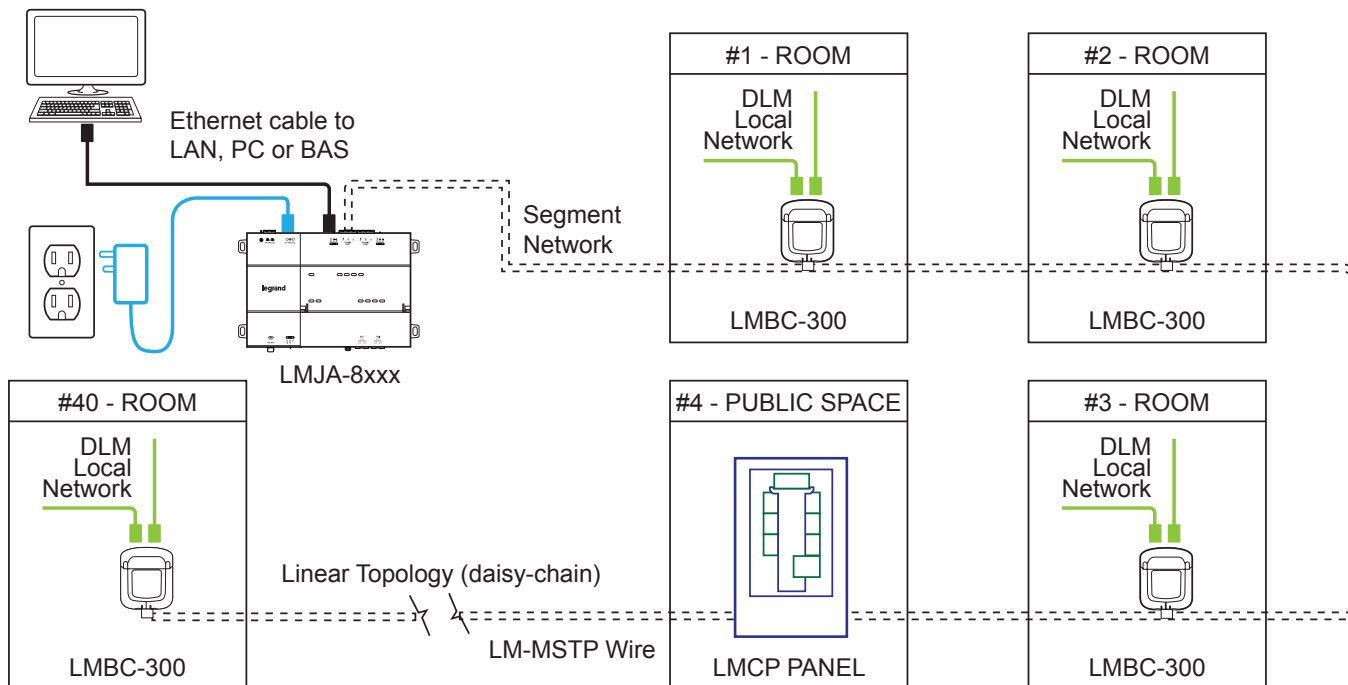 #1 - ROOM
#2 - ROOM
DLM
Local
Network
DLM
Local
Network
Ethernet cable to
LAN, PC or BAS
Segment
Network
legrand
LMBC-300
LMBC-300
LMJA-8xxx
#40 - ROOM
#4 - PUBLIC SPACE
#3 - ROOM
DLM
Local
Network
DLM
Local
Network
Linear Topology (daisy-chain)
LM-MSTP Wire
LMBC-300
LMCP PANEL
LMBC-300